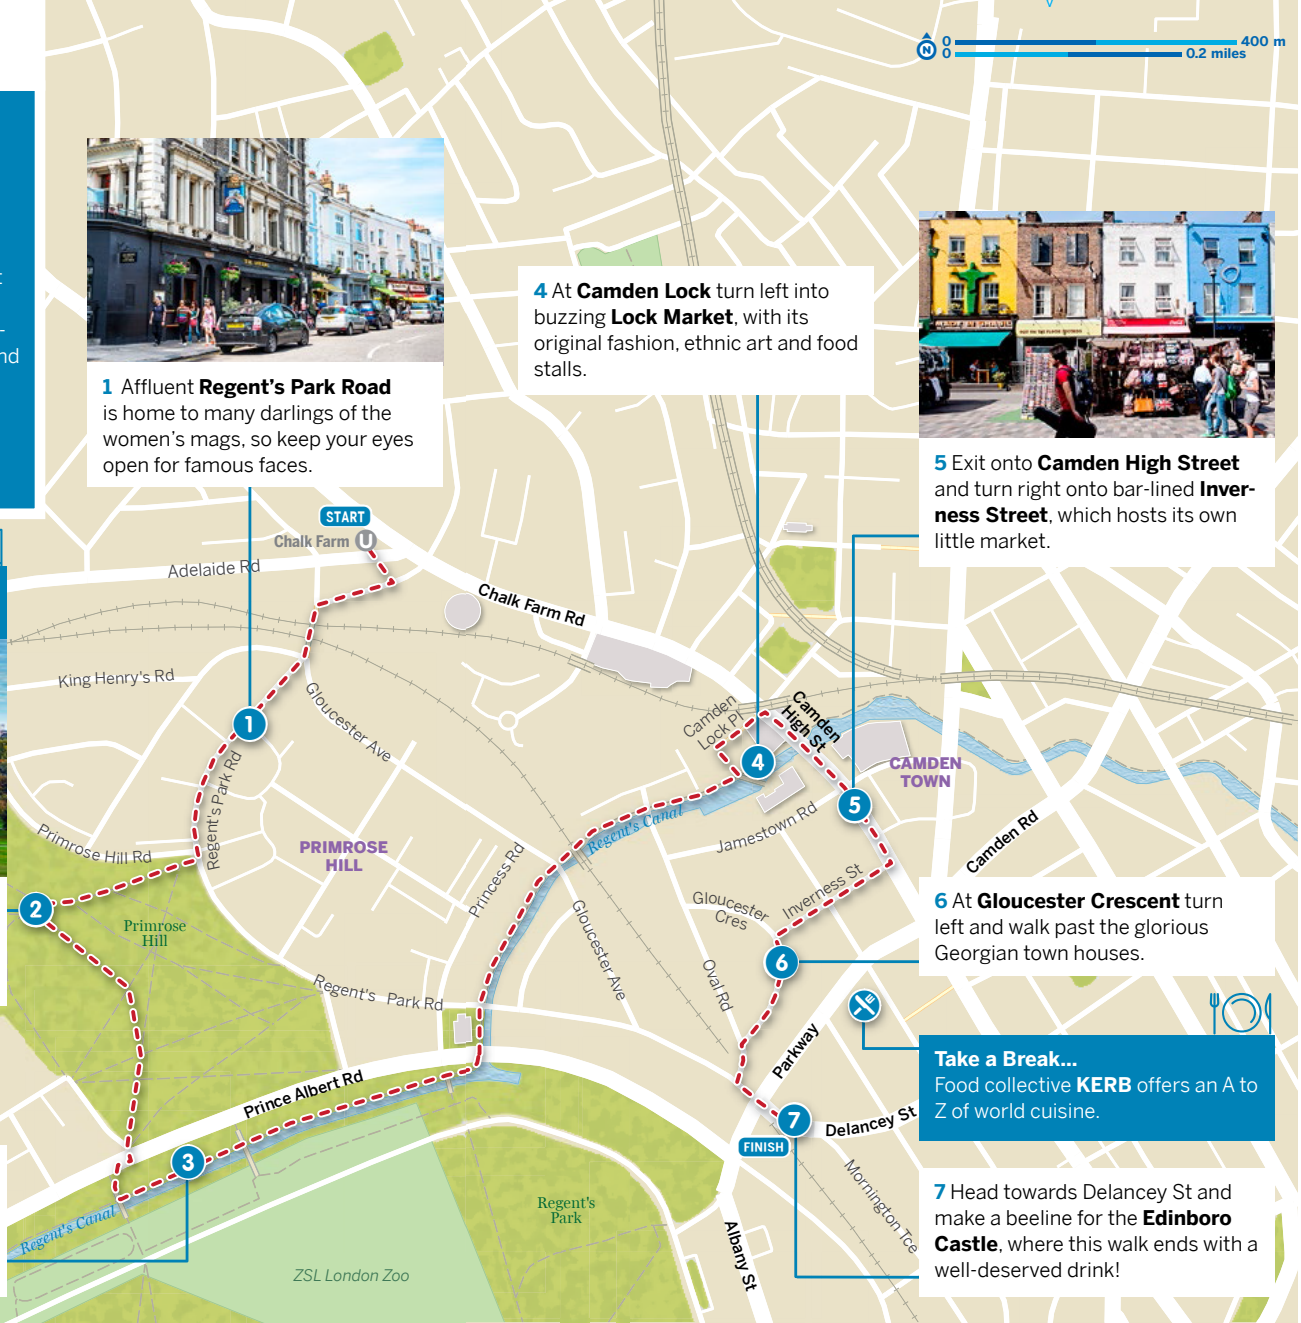 0
400 m
N
0
0.2 miles
nd
1 Affluent Regent's Park Road
is home to many darlings of the
women's mags, so keep your eyes
open for famous faces.
4 At Camden Lock turn left into
buzzing Lock Market, with its
original fashion, ethnic art and food
stalls.
5 Exit onto Camden High Street
and turn right onto bar-lined Inver-
ness Street, which hosts its own
little market.
START
Chalk Farm U
Adelaide Rd
Chalk Farm Rd
King Henry's Rd
Gloucester Ave
1
Camden
Lock Pl
Camden
High St
4
CAMDEN
TOWN
5
Regent's Park Rd
Regent's Canal
Jamestown Rd
Primrose Hill Rd
PRIMROSE
HILL
Princess Rd
Camden Rd
Inverness St
Gloucester
Cres
2
Primrose
Hill
Gloucester Ave
6 At Gloucester Crescent turn
left and walk past the glorious
Georgian town houses.
6
Oval Rd
Regent's Park Rd
Parkway
Take a Break...
Food collective KERB offers an A to
Z of world cuisine.
Prince Albert Rd
7
Delancey St
FINISH
3
Mornington Tce
7 Head towards Delancey St and
make a beeline for the Edinboro
Castle, where this walk ends with a
well-deserved drink!
Regent's
Park
Regent's Canal
Albany St
ZSL London Zoo